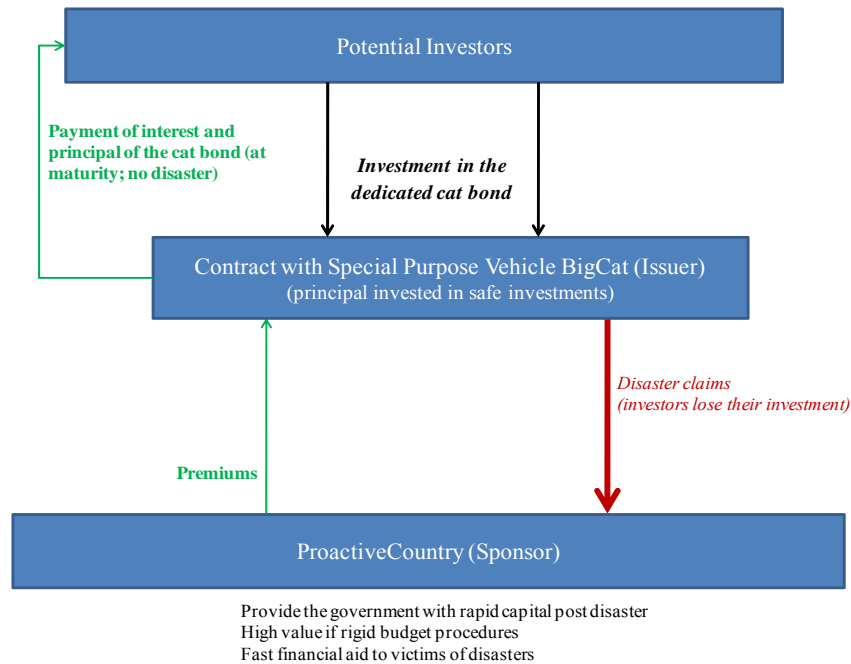 Potential Investors
Payment of interest and
principal of the cat bond (at
maturity; no disaster)
Investment in the
dedicated cat bond
Contract with Special Purpose Vehicle BigCat (Issuer)
(principal invested in safe investments)
Disaster claims
(investors lose their investment)
Premiums
ProactiveCountry (Sponsor)
Provide the government with rapid capital post disaster
High value if rigid budget procedures
Fast financial aid to victims of disasters